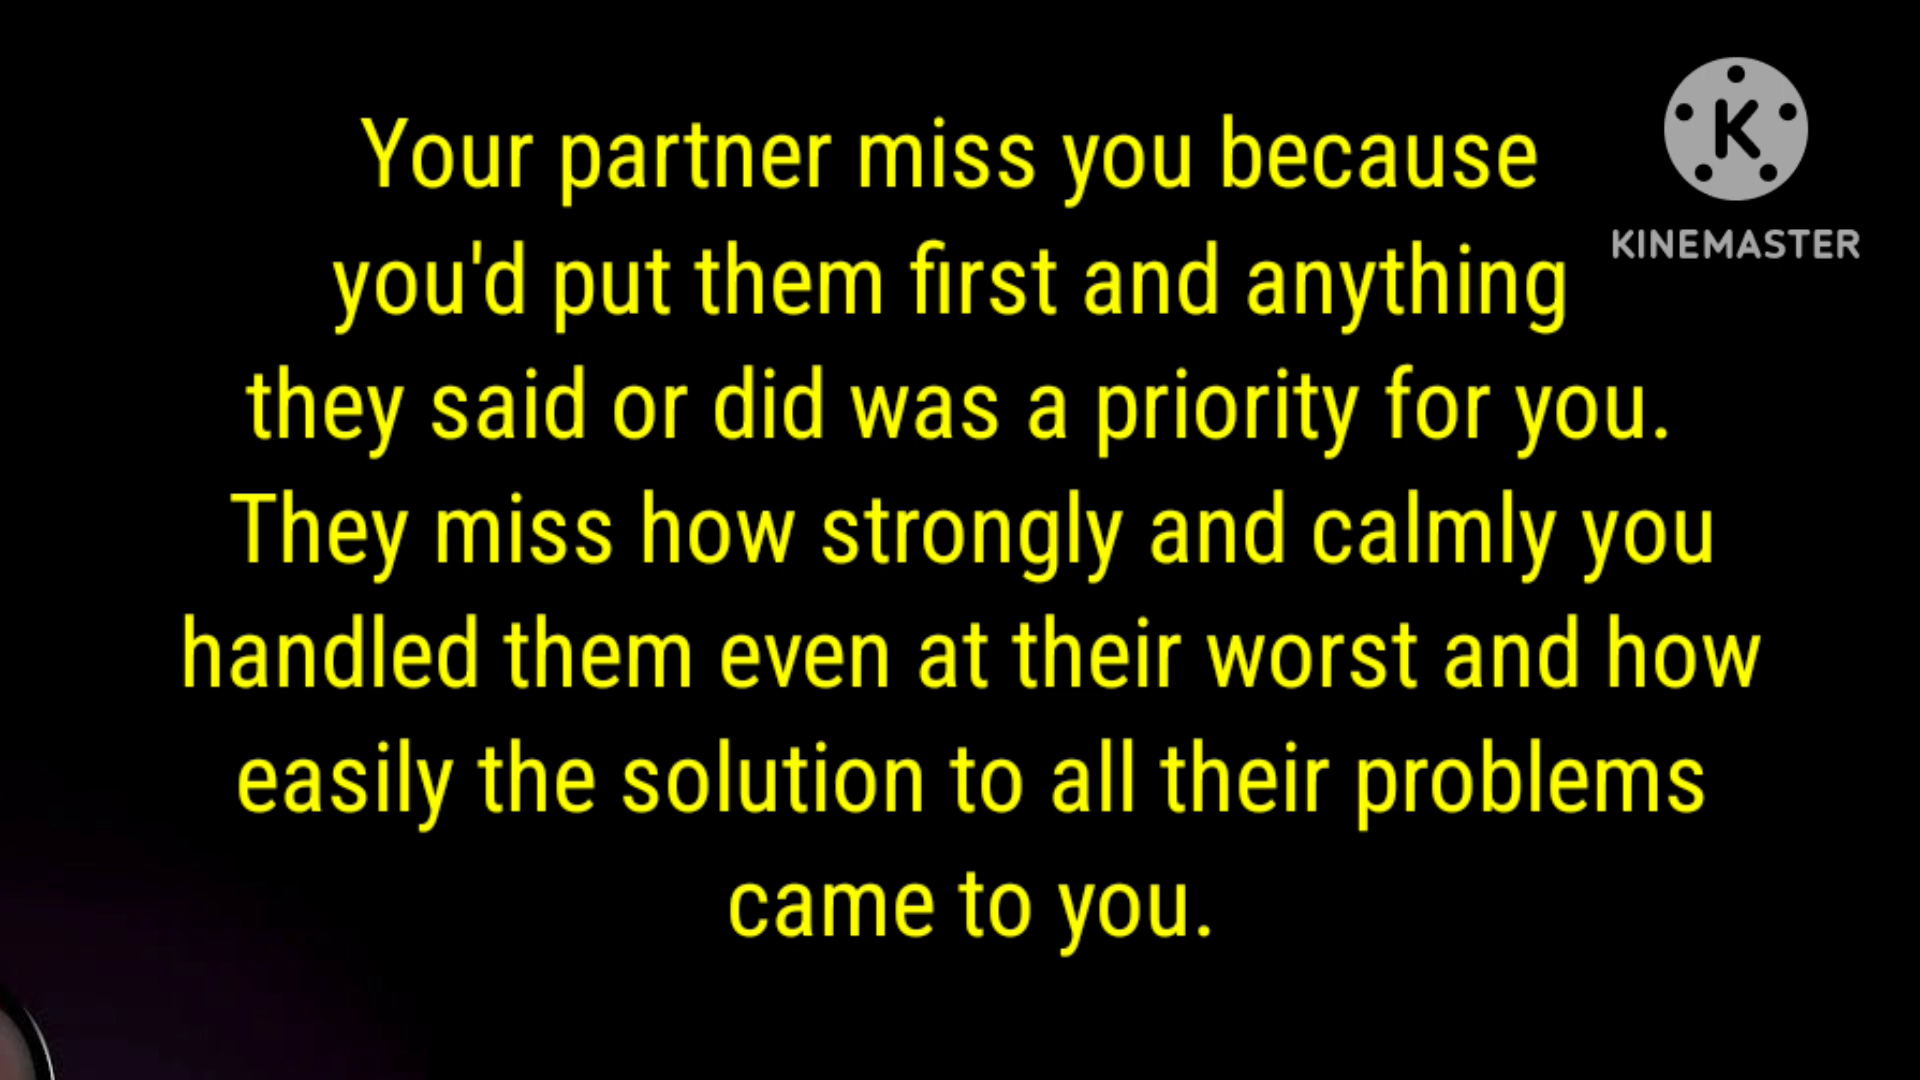 Your partner miss you because
you'd put them first and anything
they said or did was a priority for you.
They miss how strongly and calmly you
handled them even at their worst and how
easily the solution to all their problems
came to you.
K
KINEMASTER